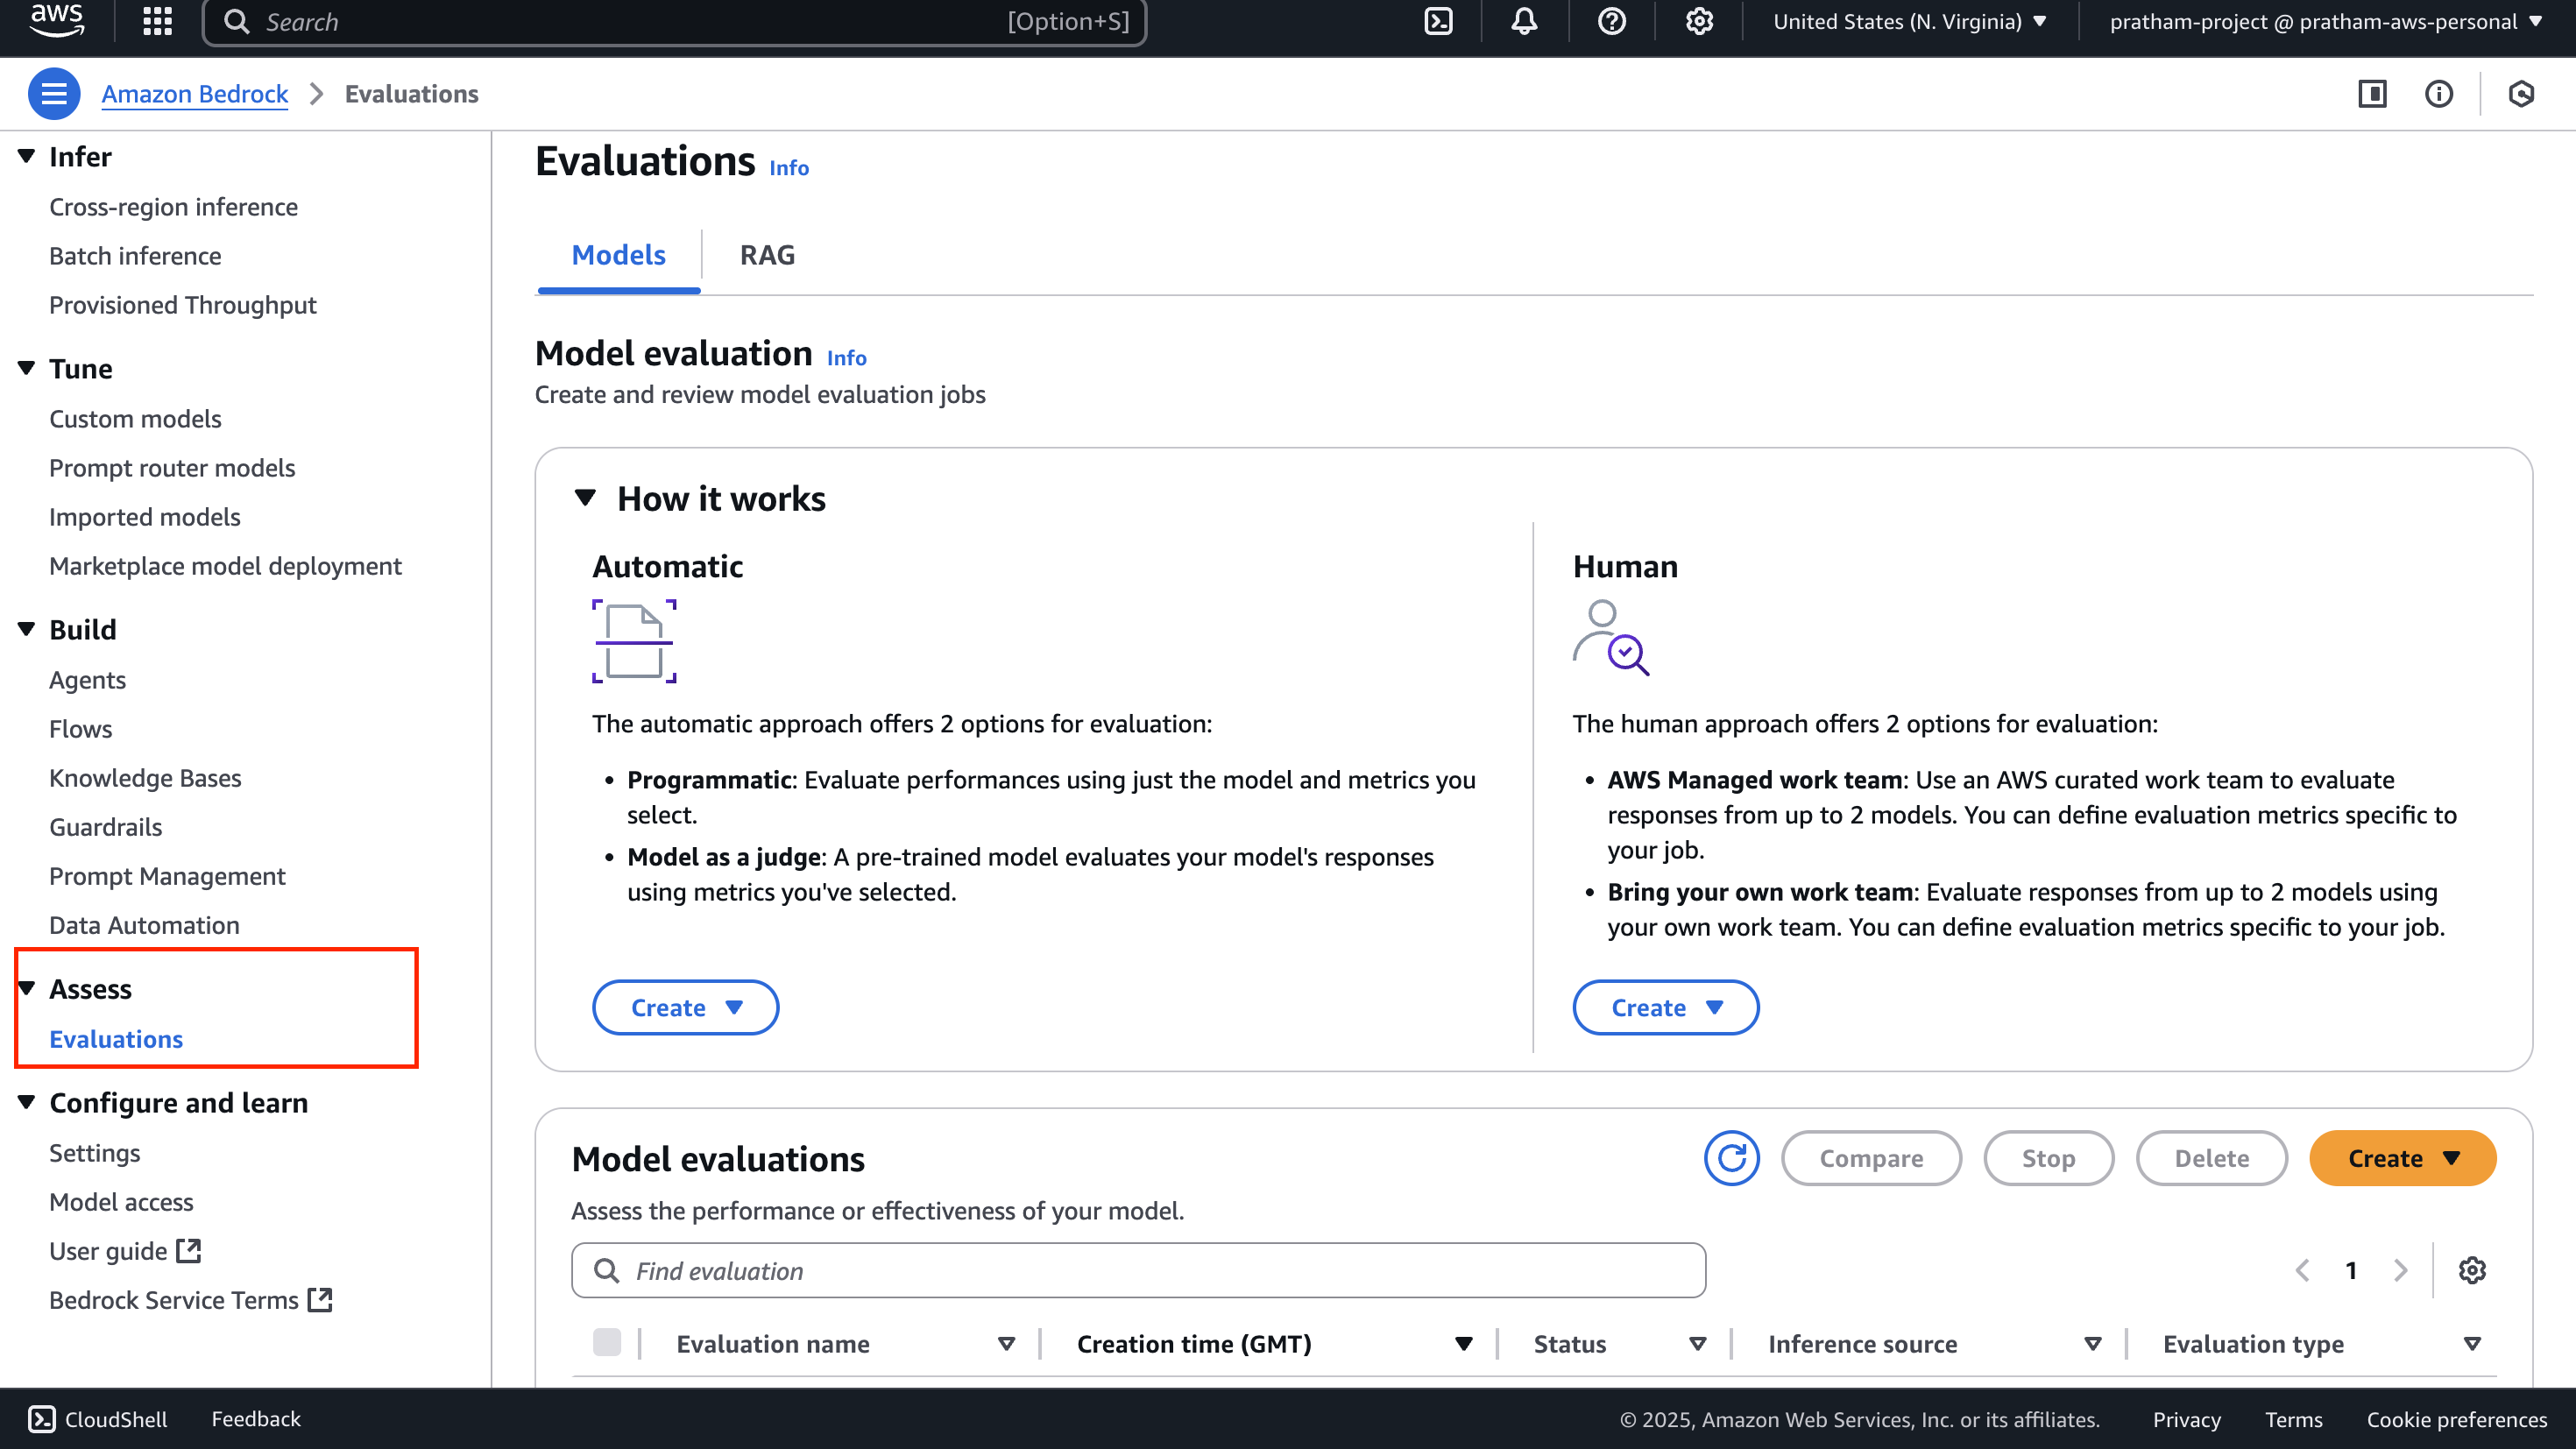 aws
Search [Option+S]
United States (N. Virginia)
pratham-project @ pratham-aws-personal
Amazon Bedrock
Evaluations
Infer
Cross-region inference
Batch inference
Provisioned Throughput
Tune
Custom models
Prompt router models
Imported models
Marketplace model deployment
Build
Agents
Flows
Knowledge Bases
Guardrails
Prompt Management
Data Automation
Assess
Evaluations
Configure and learn
Settings
Model access
User guide
Bedrock Service Terms
Evaluations Info
Models
RAG
Model evaluation Info
Create and review model evaluation jobs
How it works
Automatic
The automatic approach offers 2 options for evaluation:
• Programmatic: Evaluate performances using just the model and metrics you
select.
• Model as a judge: A pre-trained model evaluates your model's responses
using metrics you've selected.
Create
Human
The human approach offers 2 options for evaluation:
• AWS Managed work team: Use an AWS curated work team to evaluate
responses from up to 2 models. You can define evaluation metrics specific to
your job.
• Bring your own work team: Evaluate responses from up to 2 models using
your own work team. You can define evaluation metrics specific to your job.
Create
Model evaluations
Compare
Stop
Delete
Create
Assess the performance or effectiveness of your model.
Find evaluation
1
Evaluation name
Creation time (GMT)
Status
Inference source
Evaluation type
CloudShell
Feedback
© 2025, Amazon Web Services, Inc. or its affiliates.
Privacy
Terms
Cookie preferences